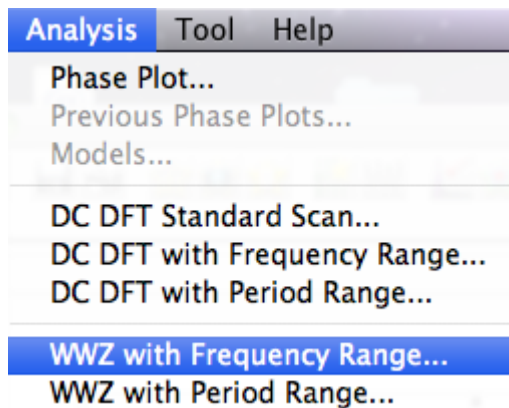 Analysis Tool Help
Phase Plot...
Previous Phase Plots...
Models...
DC DFT Standard Scan...
DC DFT with Frequency Range...
DC DFT with Period Range...
WWZ with Frequency Range...
WWZ with Period Range...